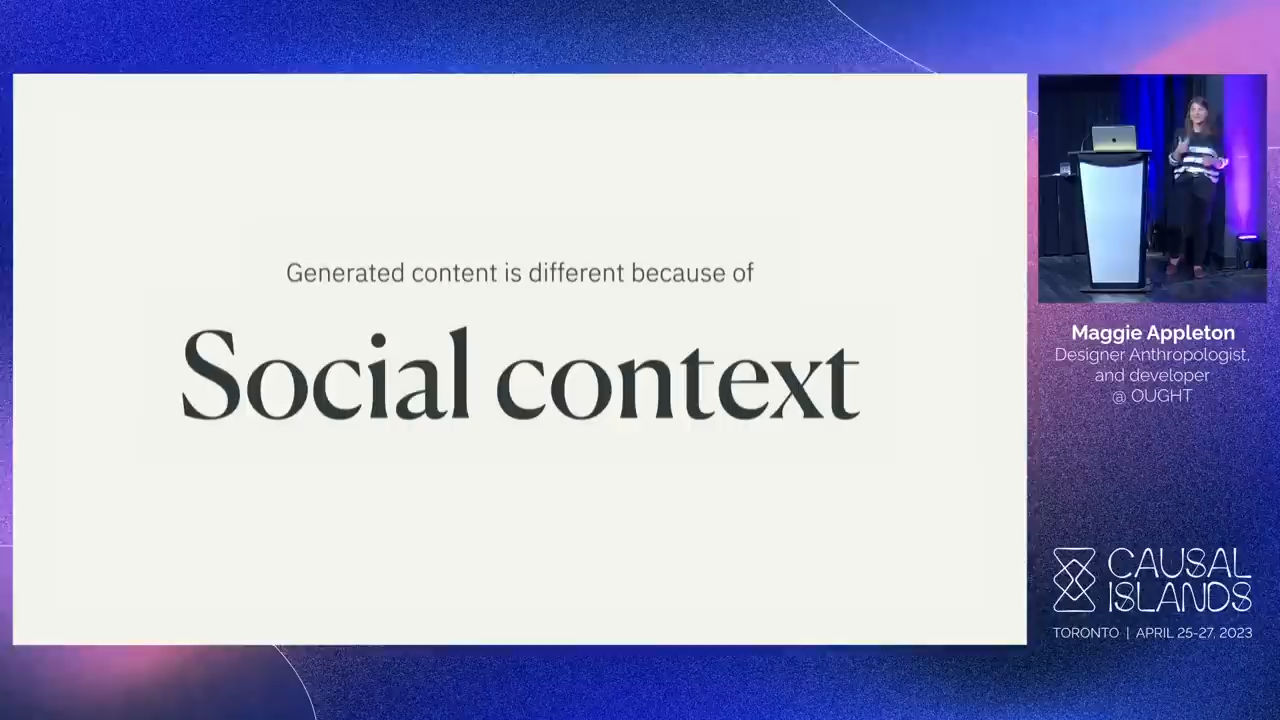 Generated content is different because of
Social context
Maggie Appleton
Designer Anthropologist,
and developer
@ OUGHT
CAUSAL
ISLANDS
TORONTO | APRIL 25-27, 2023